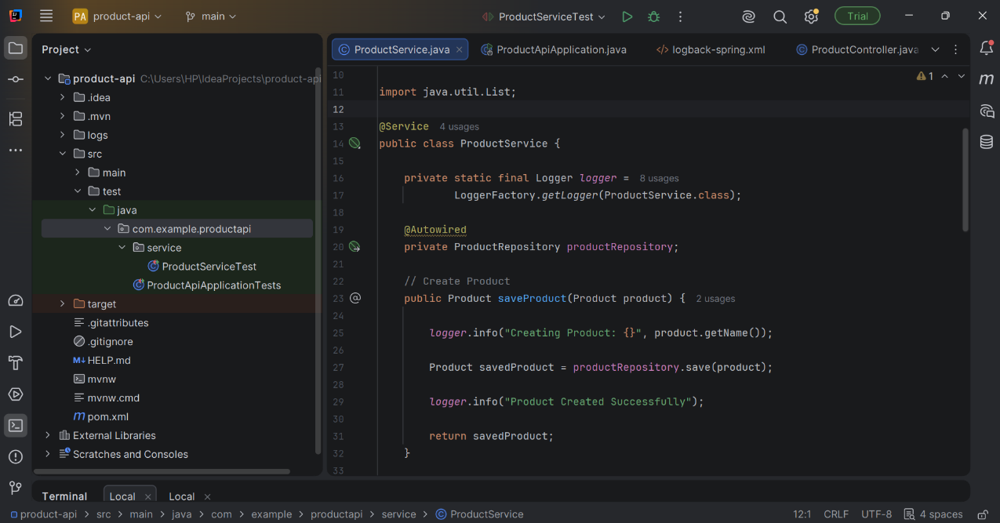 PA product-api main ProductServiceTest Trial
Project
ProductService.java ProductApiApplication.java logback-spring.xml ProductController.java
product-api C:\Users\HP\IdeaProjects\product-api
.idea
.mvn
logs
src
main
test
java
com.example.productapi
service
ProductServiceTest
ProductApiApplicationTests
target
.gitattributes
.gitignore
M↓ HELP.md
mvnw
mvnw.cmd
m pom.xml
External Libraries
Scratches and Consoles
10
11 import java.util.List;
12
13 @Service 4 usages
14 public class ProductService {
15
16 private static final Logger logger = 8 usages
17 LoggerFactory.getLogger(ProductService.class);
18
19 @Autowired
20 private ProductRepository productRepository;
21
22 // Create Product
23 @ public Product saveProduct(Product product) { 2 usages
24
25 logger.info("Creating Product: {}", product.getName());
26
27 Product savedProduct = productRepository.save(product);
28
29 logger.info("Product Created Successfully");
30
31 return savedProduct;
32 }
33
1
m
Terminal Local Local
product-api src main java com example productapi service ProductService 12:1 CRLF UTF-8 4 spaces